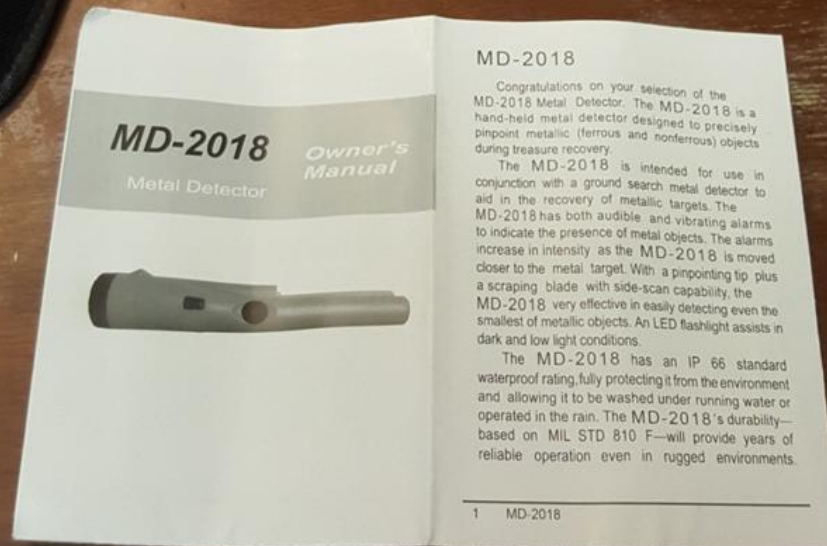 MD-2018
Metal Detector
Owner's
Manual
MD-2018
Congratulations on your selection of the
MD-2018 Metal Detector. The MD-2018 is a
hand-held metal detector designed to precisely
pinpoint metallic (ferrous and nonferrous) objects
during treasure recovery.
The MD-2018 is intended for use in
conjunction with a ground search metal detector to
aid in the recovery of metallic targets. The
MD-2018 has both audible and vibrating alarms
to indicate the presence of metal objects. The alarms
increase in intensity as the MD-2018 is moved
closer to the metal target. With a pinpointing tip plus
a scraping blade with side-scan capability, the
MD-2018 very effective in easily detecting even the
smallest of metallic objects. An LED flashlight assists in
dark and low light conditions.
The MD-2018 has an IP 66 standard
waterproof rating, fully protecting it from the environment
and allowing it to be washed under running water or
operated in the rain. The MD-2018's durability—
based on MIL STD 810 F—will provide years of
reliable operation even in rugged environments.
1 MD-2018